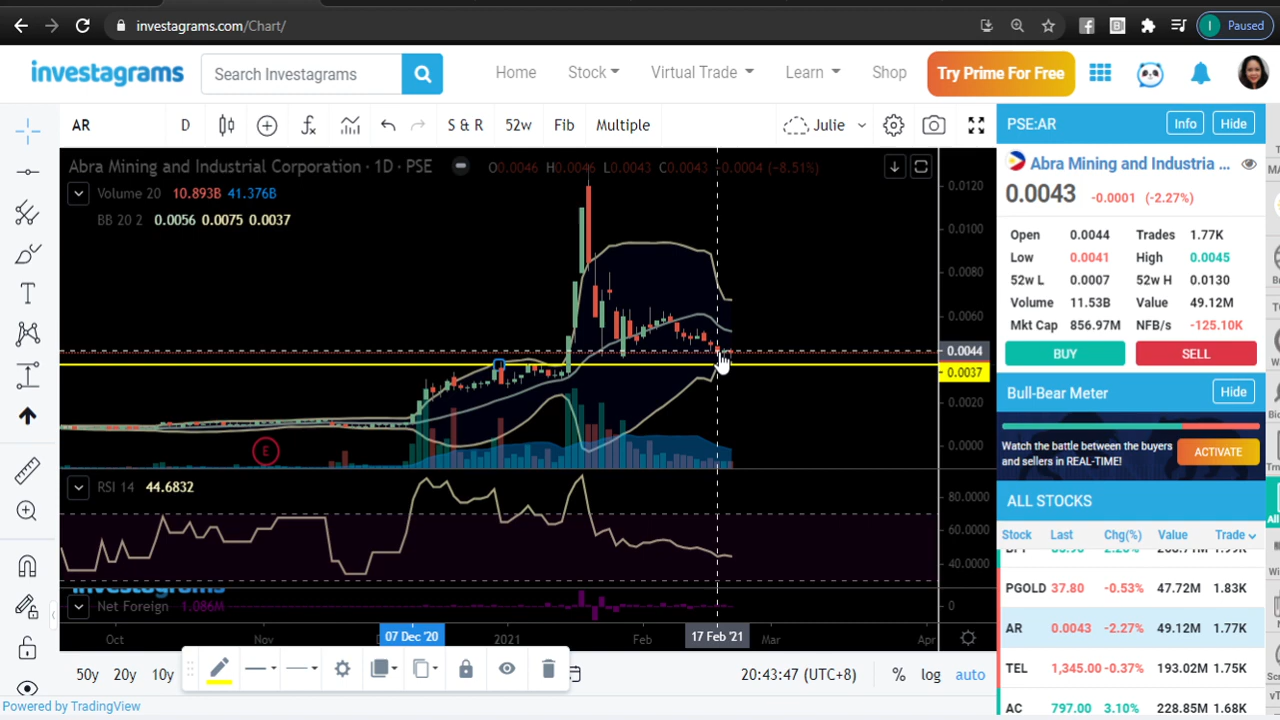 investagrams.com/Chart/
I Paused
investagrams
Search Investagrams
Home Stock Virtual Trade Learn Shop
Try Prime For Free
AR D S & R 52w Fib Multiple Julie
Abra Mining and Industrial Corporation · 1D · PSE O0.0046 H0.0046 L0.0043 C0.0043 -0.0004 (-8.51%)
Volume 20 10.893B 41.376B
BB 20 2 0.0056 0.0075 0.0037
0.0120
0.0100
0.0080
0.0060
0.0044
0.0037
0.0020
0.0000
E
RSI 14 44.6832
80.0000
60.0000
40.0000
investagrams
Net Foreign 1.086M
0
Oct Nov 07 Dec '20 2021 Feb 17 Feb '21 Mar Apr
50y 20y 10y
20:43:47 (UTC+8) % log auto
Powered by TradingView
PSE:AR Info Hide
Abra Mining and Industria ...
0.0043 -0.0001 (-2.27%)
Open 0.0044 Trades 1.77K
Low 0.0041 High 0.0045
52w L 0.0007 52w H 0.0130
Volume 11.53B Value 49.12M
Mkt Cap 856.97M NFB/s -125.10K
BUY SELL
Bull-Bear Meter Hide
Watch the battle between the buyers
and sellers in REAL-TIME!
ACTIVATE
ALL STOCKS
Stock Last Chg(%) Value Trade
PGOLD 37.80 -0.53% 47.72M 1.83K
AR 0.0043 -2.27% 49.12M 1.77K
TEL 1,345.00 -0.37% 193.02M 1.75K
AC 797.00 3.10% 228.85M 1.68K